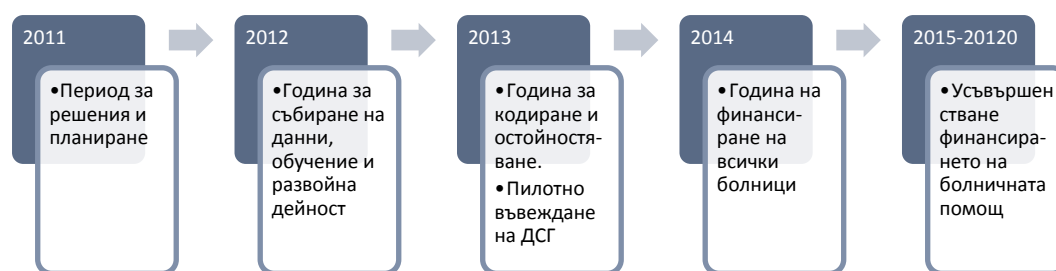 2011
•Период за
решения и
планиране
2012
•Година за
събиране на
данни,
обучение и
развойна
дейност
2013
•Година за
кодиране и
остойностя-
ване.
•Пилотно
въвеждане
на ДСГ
2014
•Година на
финанси-
ране на
всички
болници
2015-20120
•Усъвършен
стване
финансира-
нето на
болничната
помощ